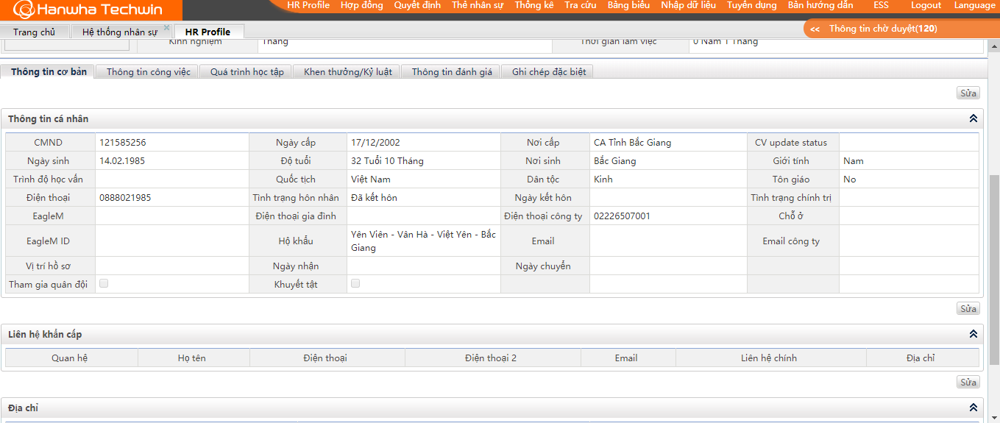 Hanwha Techwin
HR Profile Hợp đồng Quyết định Thẻ nhân sự Thống kê Tra cứu Bảng biểu Nhập dữ liệu Tuyển dụng Bản hướng dẫn ESS Logout Language
Trang chủ Hệ thống nhân sự × HR Profile << Thông tin chờ duyệt(120)
Kinh nghiệm Tháng Thời gian làm việc 0 Năm 1 Tháng
Thông tin cơ bản Thông tin công việc Quá trình học tập Khen thưởng/Kỷ luật Thông tin đánh giá Ghi chép đặc biệt
Sửa
Thông tin cá nhân
CMND 121585256 Ngày cấp 17/12/2002 Nơi cấp CA Tỉnh Bắc Giang CV update status
Ngày sinh 14.02.1985 Độ tuổi 32 Tuổi 10 Tháng Nơi sinh Bắc Giang Giới tính Nam
Trình độ học vấn Quốc tịch Việt Nam Dân tộc Kinh Tôn giáo No
Điện thoại 0888021985 Tình trạng hôn nhân Đã kết hôn Ngày kết hôn Tình trạng chính trị
EagleM Điện thoại gia đình Điện thoại công ty 02226507001 Chỗ ở
EagleM ID Hộ khẩu Yên Viên - Vân Hà - Việt Yên - Bắc
Giang Email Email công ty
Vị trí hồ sơ Ngày nhận Ngày chuyển
Tham gia quân đội Khuyết tật
Sửa
Liên hệ khẩn cấp
Quan hệ Họ tên Điện thoại Điện thoại 2 Email Liên hệ chính Địa chỉ
Sửa
Địa chỉ